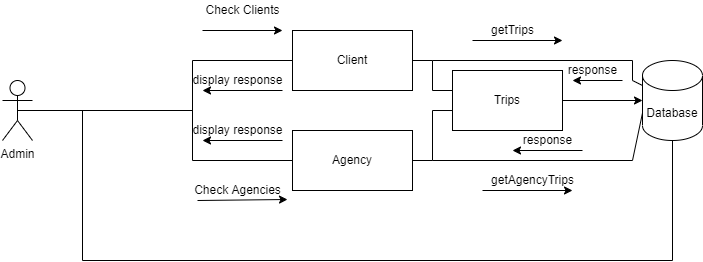 Check Clients
getTrips
Client
display response
response
Trips
Database
display response
response
Admin
Agency
Check Agencies
getAgencyTrips